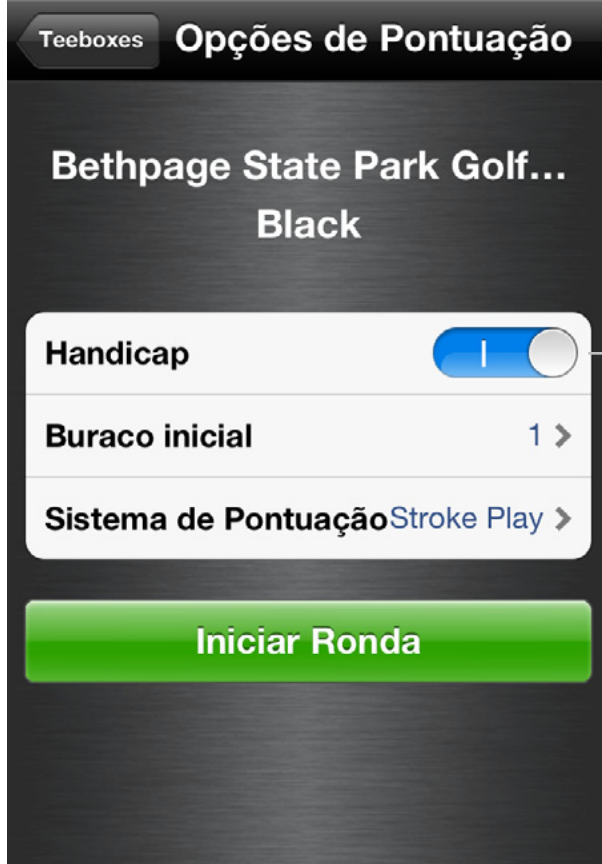 Teeboxes
Opções de Pontuação
Bethpage State Park Golf...
Black
Handicap
Buraco inicial 1
Sistema de Pontuação Stroke Play
Iniciar Ronda